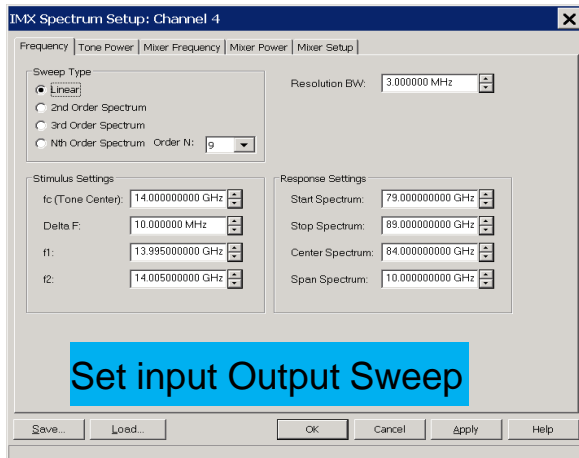 IMX Spectrum Setup: Channel 4
Frequency Tone Power Mixer Frequency Mixer Power Mixer Setup
Sweep Type
Linear
2nd Order Spectrum
3rd Order Spectrum
Nth Order Spectrum Order N: 9
Resolution BW: 3.000000 MHz
Stimulus Settings
fc (Tone Center): 14.000000000 GHz
Delta F: 10.000000 MHz
f1: 13.995000000 GHz
f2: 14.005000000 GHz
Response Settings
Start Spectrum: 79.000000000 GHz
Stop Spectrum: 89.000000000 GHz
Center Spectrum: 84.000000000 GHz
Span Spectrum: 10.000000000 GHz
Set input Output Sweep
Save... Load... OK Cancel Apply Help